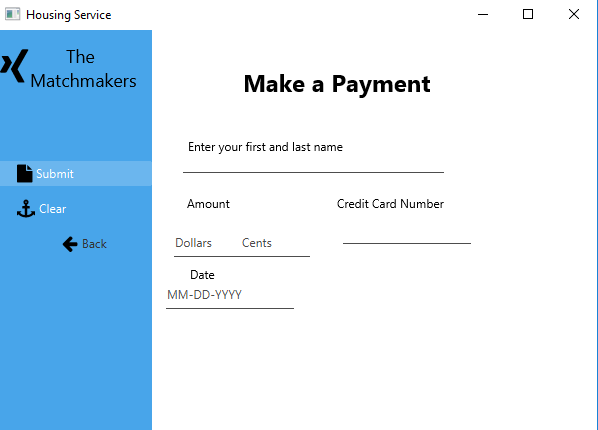 Housing Service
The
Matchmakers
Submit
Clear
Back
Make a Payment
Enter your first and last name
Amount
Credit Card Number
Dollars
Cents
Date
MM-DD-YYYY